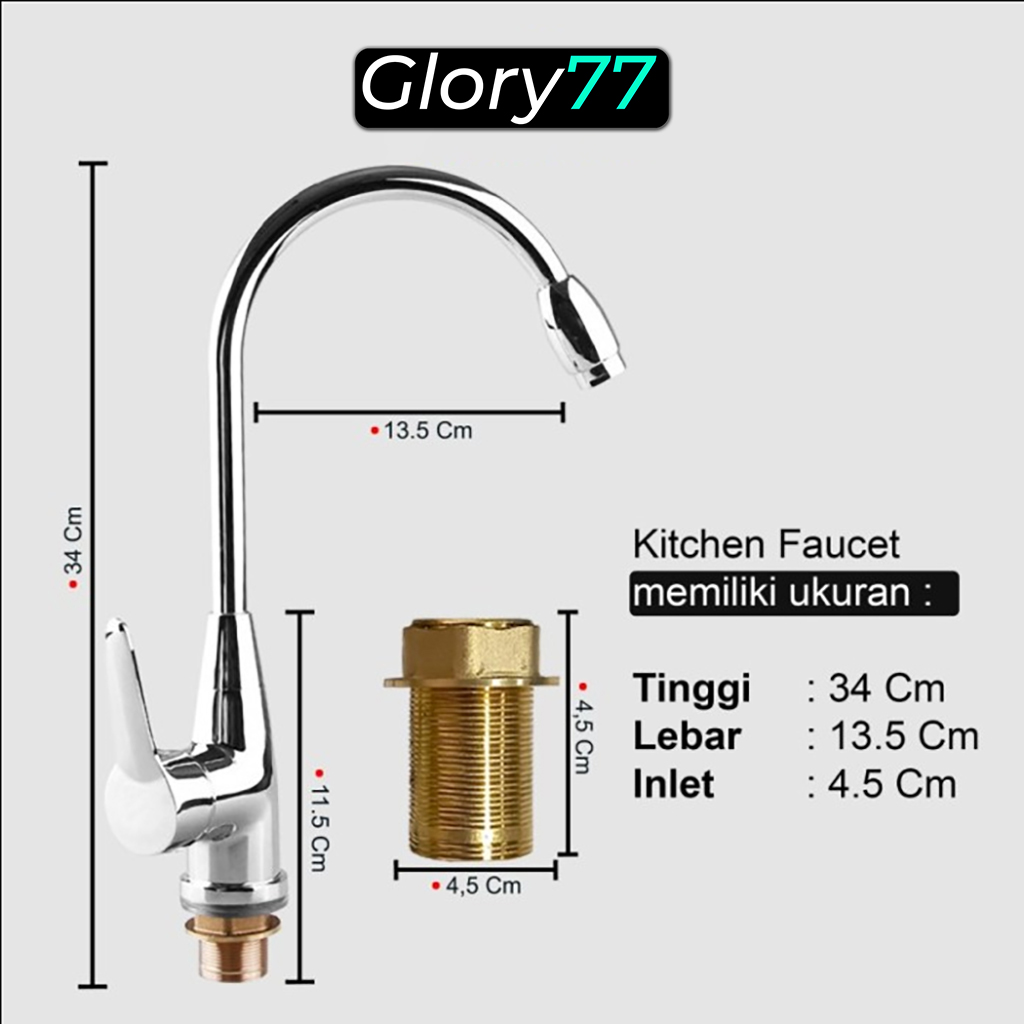 Glory77
13.5 Cm
34 Cm
Kitchen Faucet
memiliki ukuran :
Tinggi : 34 Cm
Lebar : 13.5 Cm
Inlet : 4.5 Cm
4,5 Cm
11.5 Cm
4,5 Cm